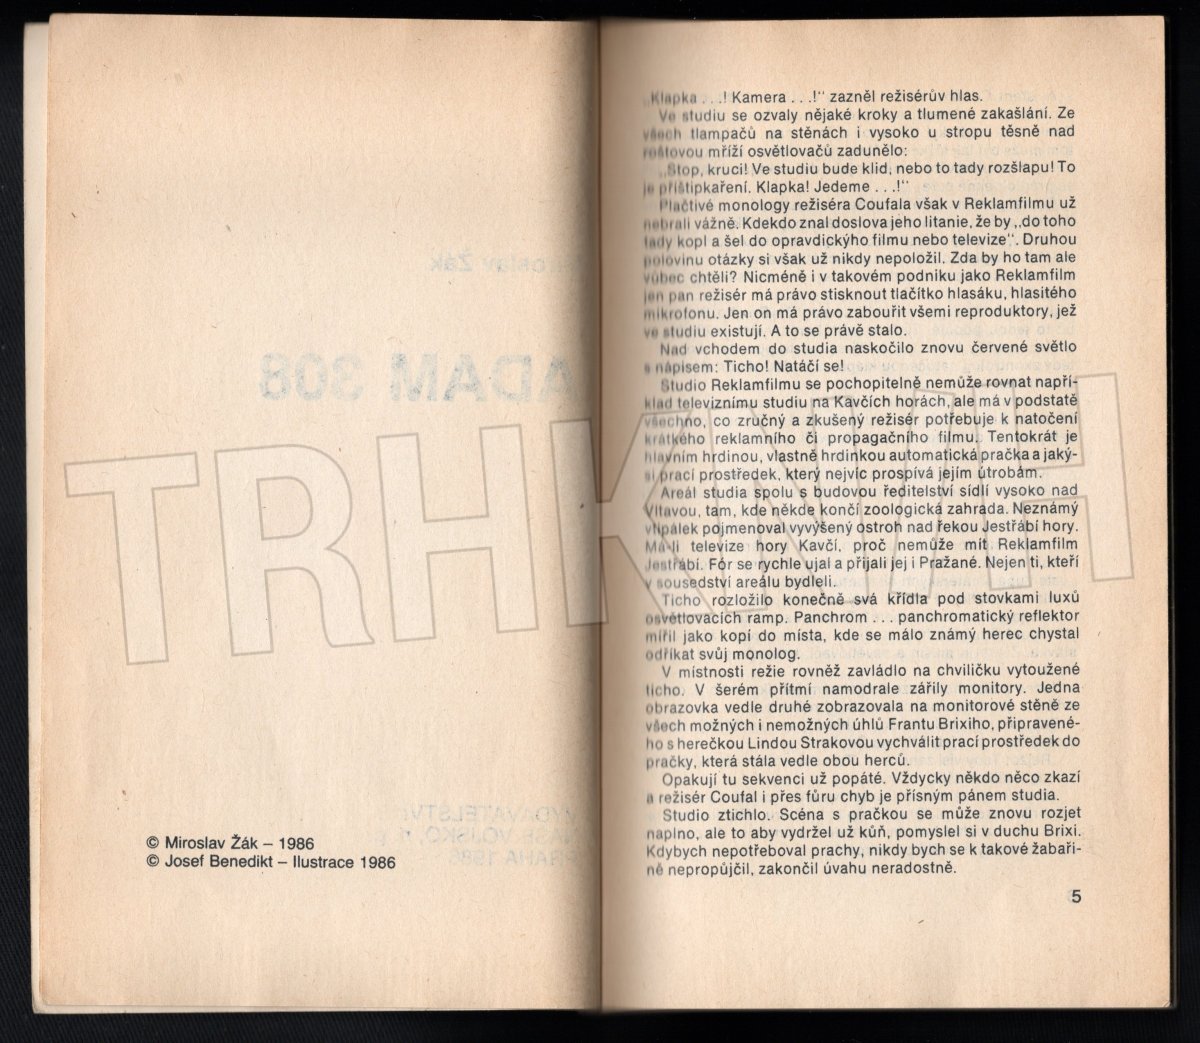 © Miroslav Žák – 1986
© Josef Benedikt – Ilustrace 1986
„Klapka . . .! Kamera . . .!" zazněl režisérův hlas.
Ve studiu se ozvaly nějaké kroky a tlumené zakašlání. Ze
všech tlampačů na stěnách i vysoko u stropu těsně nad
roštovou mříží osvětlovačů zadunělo:
„Stop, kruci! Ve studiu bude klid, nebo to tady rozšlapu! To
je příštipkaření. Klapka! Jedeme . . .!"
Plačtivé monology režiséra Coufala však v Reklamfilmu už
nebrali vážně. Kdekdo znal doslova jeho litanie, že by „do toho
tady kopl a šel do opravdickýho filmu nebo televize". Druhou
polovinu otázky si však už nikdy nepoložil. Zda by ho tam ale
vůbec chtěli? Nicméně i v takovém podniku jako Reklamfilm
jen pan režisér má právo stisknout tlačítko hlasáku, hlasitého
mikrofonu. Jen on má právo zabouřit všemi reproduktory, jež
ve studiu existují. A to se právě stalo.
Nad vchodem do studia naskočilo znovu červené světlo
s nápisem: Ticho! Natáčí se!
Studio Reklamfilmu se pochopitelně nemůže rovnat napří-
klad televiznímu studiu na Kavčích horách, ale má v podstatě
všechno, co zručný a zkušený režisér potřebuje k natočení
krátkého reklamního či propagačního filmu. Tentokrát je
hlavním hrdinou, vlastně hrdinkou automatická pračka a jaký-
si prací prostředek, který nejvíc prospívá jejím útrobám.
Areál studia spolu s budovou ředitelství sídlí vysoko nad
Vltavou, tam, kde někde končí zoologická zahrada. Neznámý
vtipálek pojmenoval vyvýšený ostroh nad řekou Jestřábí hory.
Má-li televize hory Kavčí, proč nemůže mít Reklamfilm
Jestřábí. Fór se rychle ujal a přijali jej i Pražané. Nejen ti, kteří
v sousedství areálu bydleli.
Ticho rozložilo konečně svá křídla pod stovkami luxů
osvětlovacích ramp. Panchrom . . . panchromatický reflektor
mířil jako kopí do místa, kde se málo známý herec chystal
odříkat svůj monolog.
V místnosti režie rovněž zavládlo na chviličku vytoužené
ticho. V šerém přítmí namodrale zářily monitory. Jedna
obrazovka vedle druhé zobrazovala na monitorové stěně ze
všech možných i nemožných úhlů Frantu Brixiho, připravené-
ho s herečkou Lindou Strakovou vychválit prací prostředek do
pračky, která stála vedle obou herců.
Opakují tu sekvenci už popáté. Vždycky někdo něco zkazí
a režisér Coufal i přes fůru chyb je přísným pánem studia.
Studio ztichlo. Scéna s pračkou se může znovu rozjet
naplno, ale to aby vydržel už kůň, pomyslel si v duchu Brixi.
Kdybych nepotřeboval prachy, nikdy bych se k takové žabaři-
ně nepropůjčil, zakončil úvahu neradostně.
5
TRHKNIH